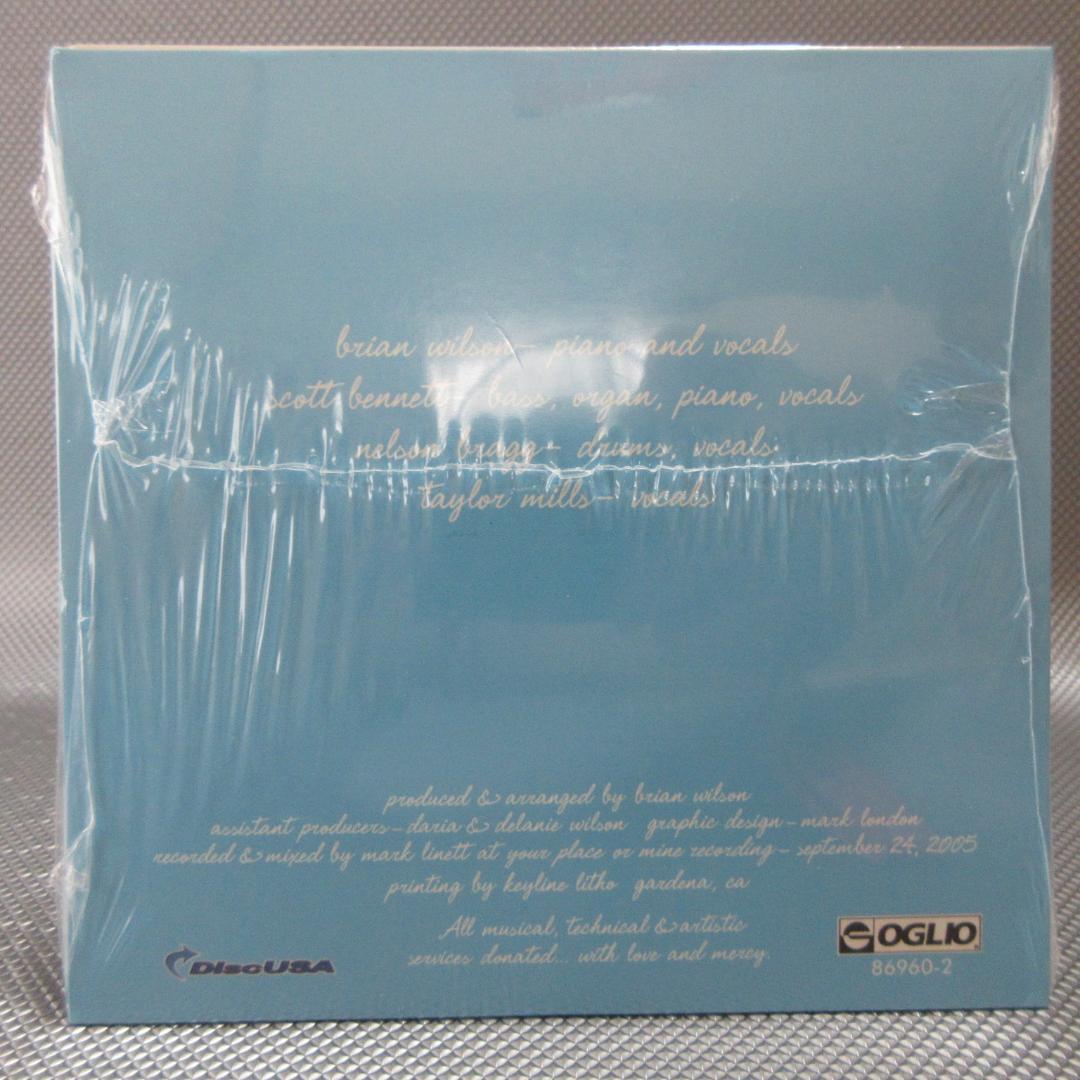 brian wilson - piano and vocals
scott bennett - bass, organ, piano, vocals
nelson bragg - drums, vocals
taylor mills - vocals
produced & arranged by brian wilson
assistant producers - daria & delanie wilson graphic design - mark london
recorded & mixed by mark linett at your place or mine recording - september 24, 2005
printing by keyline litho gardena, ca
All musical, technical & artistic
services donated... with love and mercy.
DiscUSA
OGLIO
86960-2